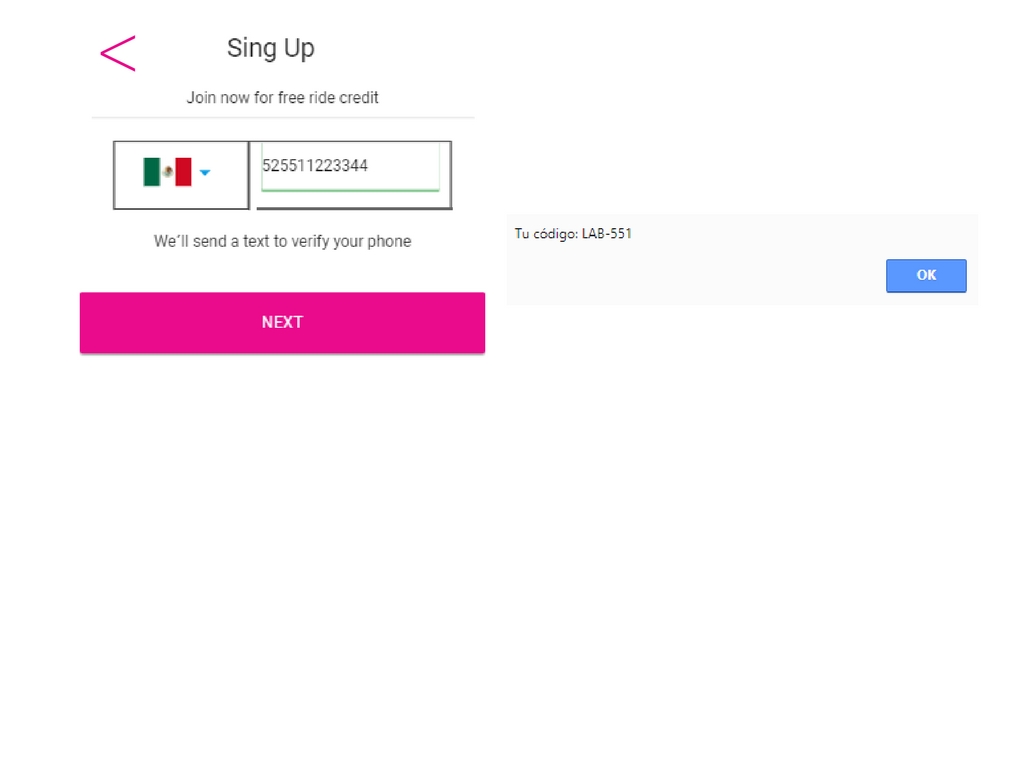 Sing Up
Join now for free ride credit
525511223344
We'll send a text to verify your phone
NEXT
Tu código: LAB-551
OK